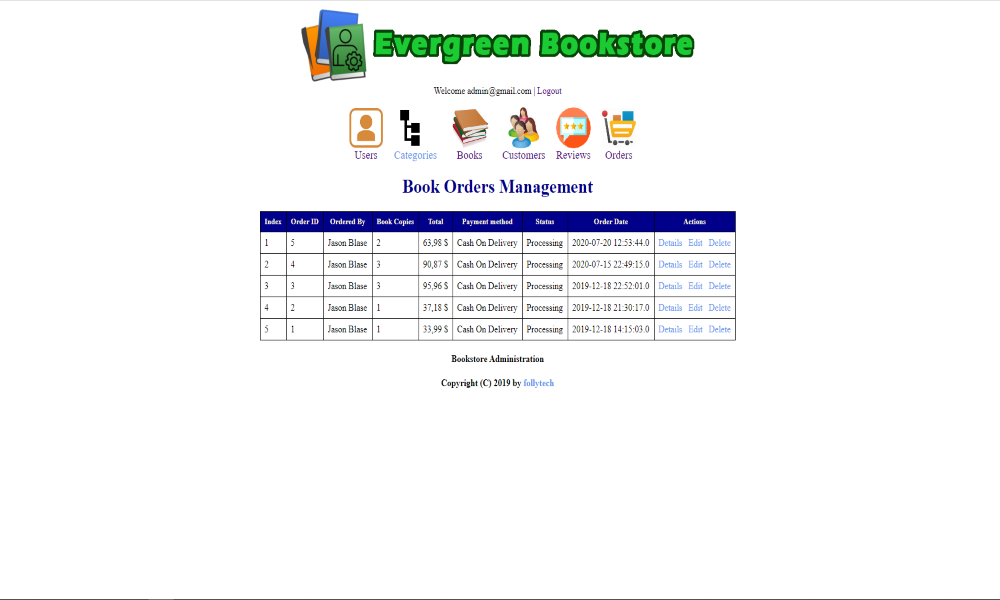 Evergreen Bookstore
Welcome admin@gmail.com | Logout
Users Categories Books Customers Reviews Orders
Book Orders Management
Index Order ID Ordered By Book Copies Total Payment method Status Order Date Actions
1 5 Jason Blase 2 63,98 $ Cash On Delivery Processing 2020-07-20 12:53:44.0 Details Edit Delete
2 4 Jason Blase 3 90,87 $ Cash On Delivery Processing 2020-07-15 22:49:15.0 Details Edit Delete
3 3 Jason Blase 3 95,96 $ Cash On Delivery Processing 2019-12-18 22:52:01.0 Details Edit Delete
4 2 Jason Blase 1 37,18 $ Cash On Delivery Processing 2019-12-18 21:30:17.0 Details Edit Delete
5 1 Jason Blase 1 33,99 $ Cash On Delivery Processing 2019-12-18 14:15:03.0 Details Edit Delete
Bookstore Administration
Copyright (C) 2019 by follytech